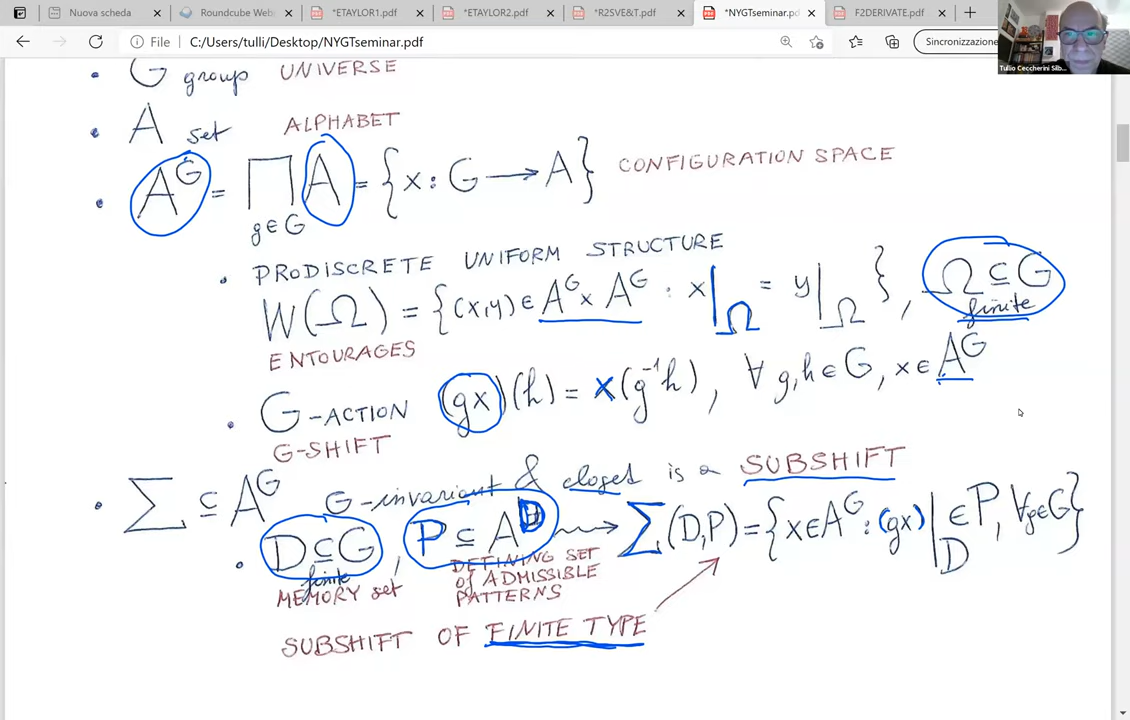 Nuova scheda
Roundcube Web
*ETAYLOR1.pdf
*ETAYLOR2.pdf
*R2SVE&T.pdf
*NYGTseminar.pdf
F2DERIVATE.pdf
File C:/Users/tulli/Desktop/NYGTseminar.pdf
Sincronizzazione
Tullio Ceccherini Silb...
• G group UNIVERSE
• A set ALPHABET
• A^G = ∏_{g∈G} A = {x : G ⟶ A} CONFIGURATION SPACE
• PRODISCRETE UNIFORM STRUCTURE
W(Ω) = {(x,y) ∈ A^G × A^G : x|_Ω = y|_Ω}, Ω ⊆ G finite
ENTOURAGES
• G-ACTION (gx)(h) = x(g^{-1}h), ∀ g,h ∈ G, x ∈ A^G
G-SHIFT
• Σ ⊆ A^G G-invariant & closed is a SUBSHIFT
• D ⊆ G finite, P ⊆ A^D ⇝ Σ(D,P) = {x ∈ A^G : (gx)|_D ∈ P, ∀g∈G}
MEMORY set
DEFINING SET
OF ADMISSIBLE
PATTERNS
SUBSHIFT OF FINITE TYPE